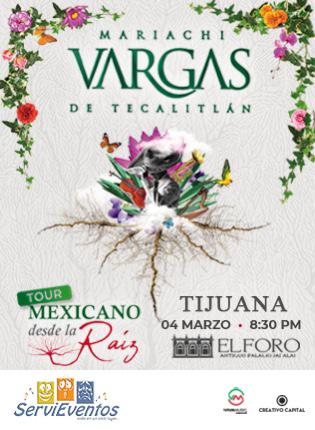 MARIACHI
VARGAS
DE TECALITLÁN
TOUR
MEXICANO
desde la
Raíz
TIJUANA
04 MARZO • 8:30 PM
EL FORO
ANTIGUO PALACIO JAI ALAI
ServiEventos
CREATIVO CAPITAL